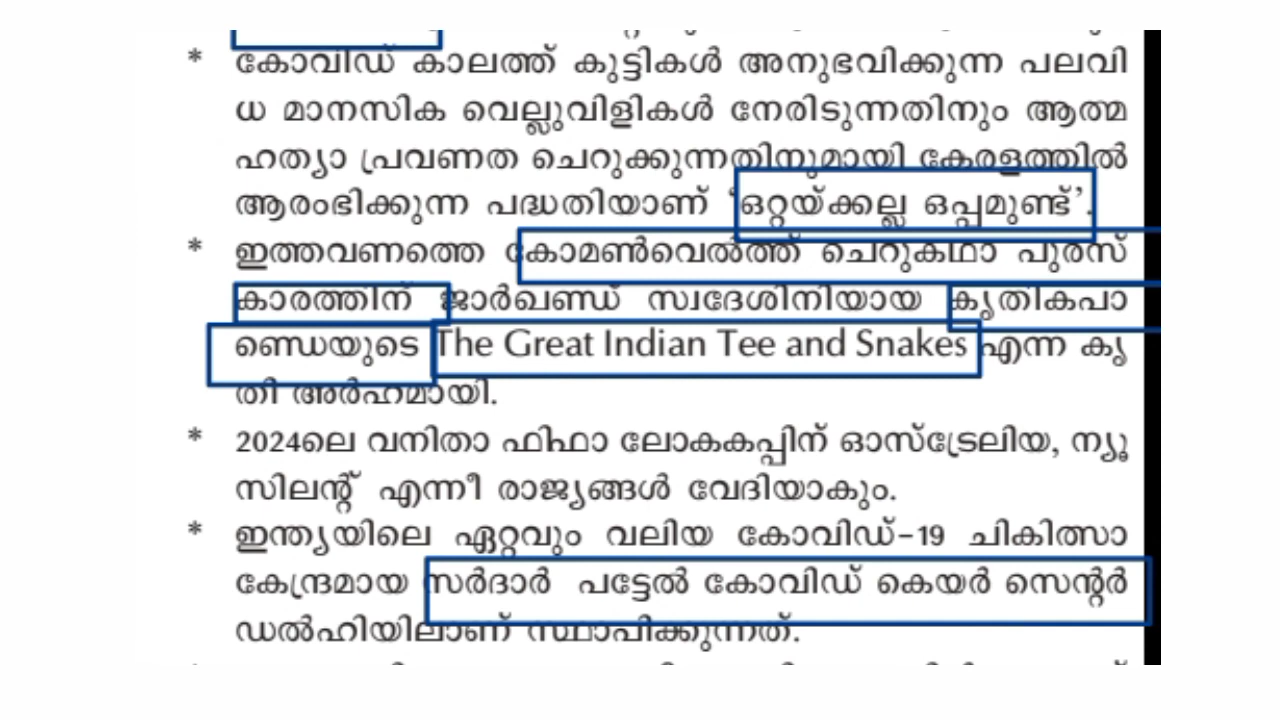 * കോവിഡ് കാലത്ത് കുട്ടികൾ അനുഭവിക്കുന്ന പലവി
ധ മാനസിക വെല്ലുവിളികൾ നേരിടുന്നതിനും ആത്മ
ഹത്യാ പ്രവണത ചെറുക്കുന്നതിനുമായി കേരളത്തിൽ
ആരംഭിക്കുന്ന പദ്ധതിയാണ് ‘ഒറ്റയ്ക്കല്ല ഒപ്പമുണ്ട്’.
* ഇത്തവണത്തെ കോമൺവെൽത്ത് ചെറുകഥാ പുരസ്
കാരത്തിന് ജാർഖണ്ഡ് സ്വദേശിനിയായ കൃതികപാ
ണ്ഡെയുടെ The Great Indian Tee and Snakes എന്ന കൃ
തി അർഹമായി.
* 2024ലെ വനിതാ ഫിഫാ ലോകകപ്പിന് ഓസ്ട്രേലിയ, ന്യൂ
സിലന്റ് എന്നീ രാജ്യങ്ങൾ വേദിയാകും.
* ഇന്ത്യയിലെ ഏറ്റവും വലിയ കോവിഡ്-19 ചികിത്സാ
കേന്ദ്രമായ സർദാർ പട്ടേൽ കോവിഡ് കെയർ സെന്റർ
ഡൽഹിയിലാണ് സ്ഥാപിക്കുന്നത്.